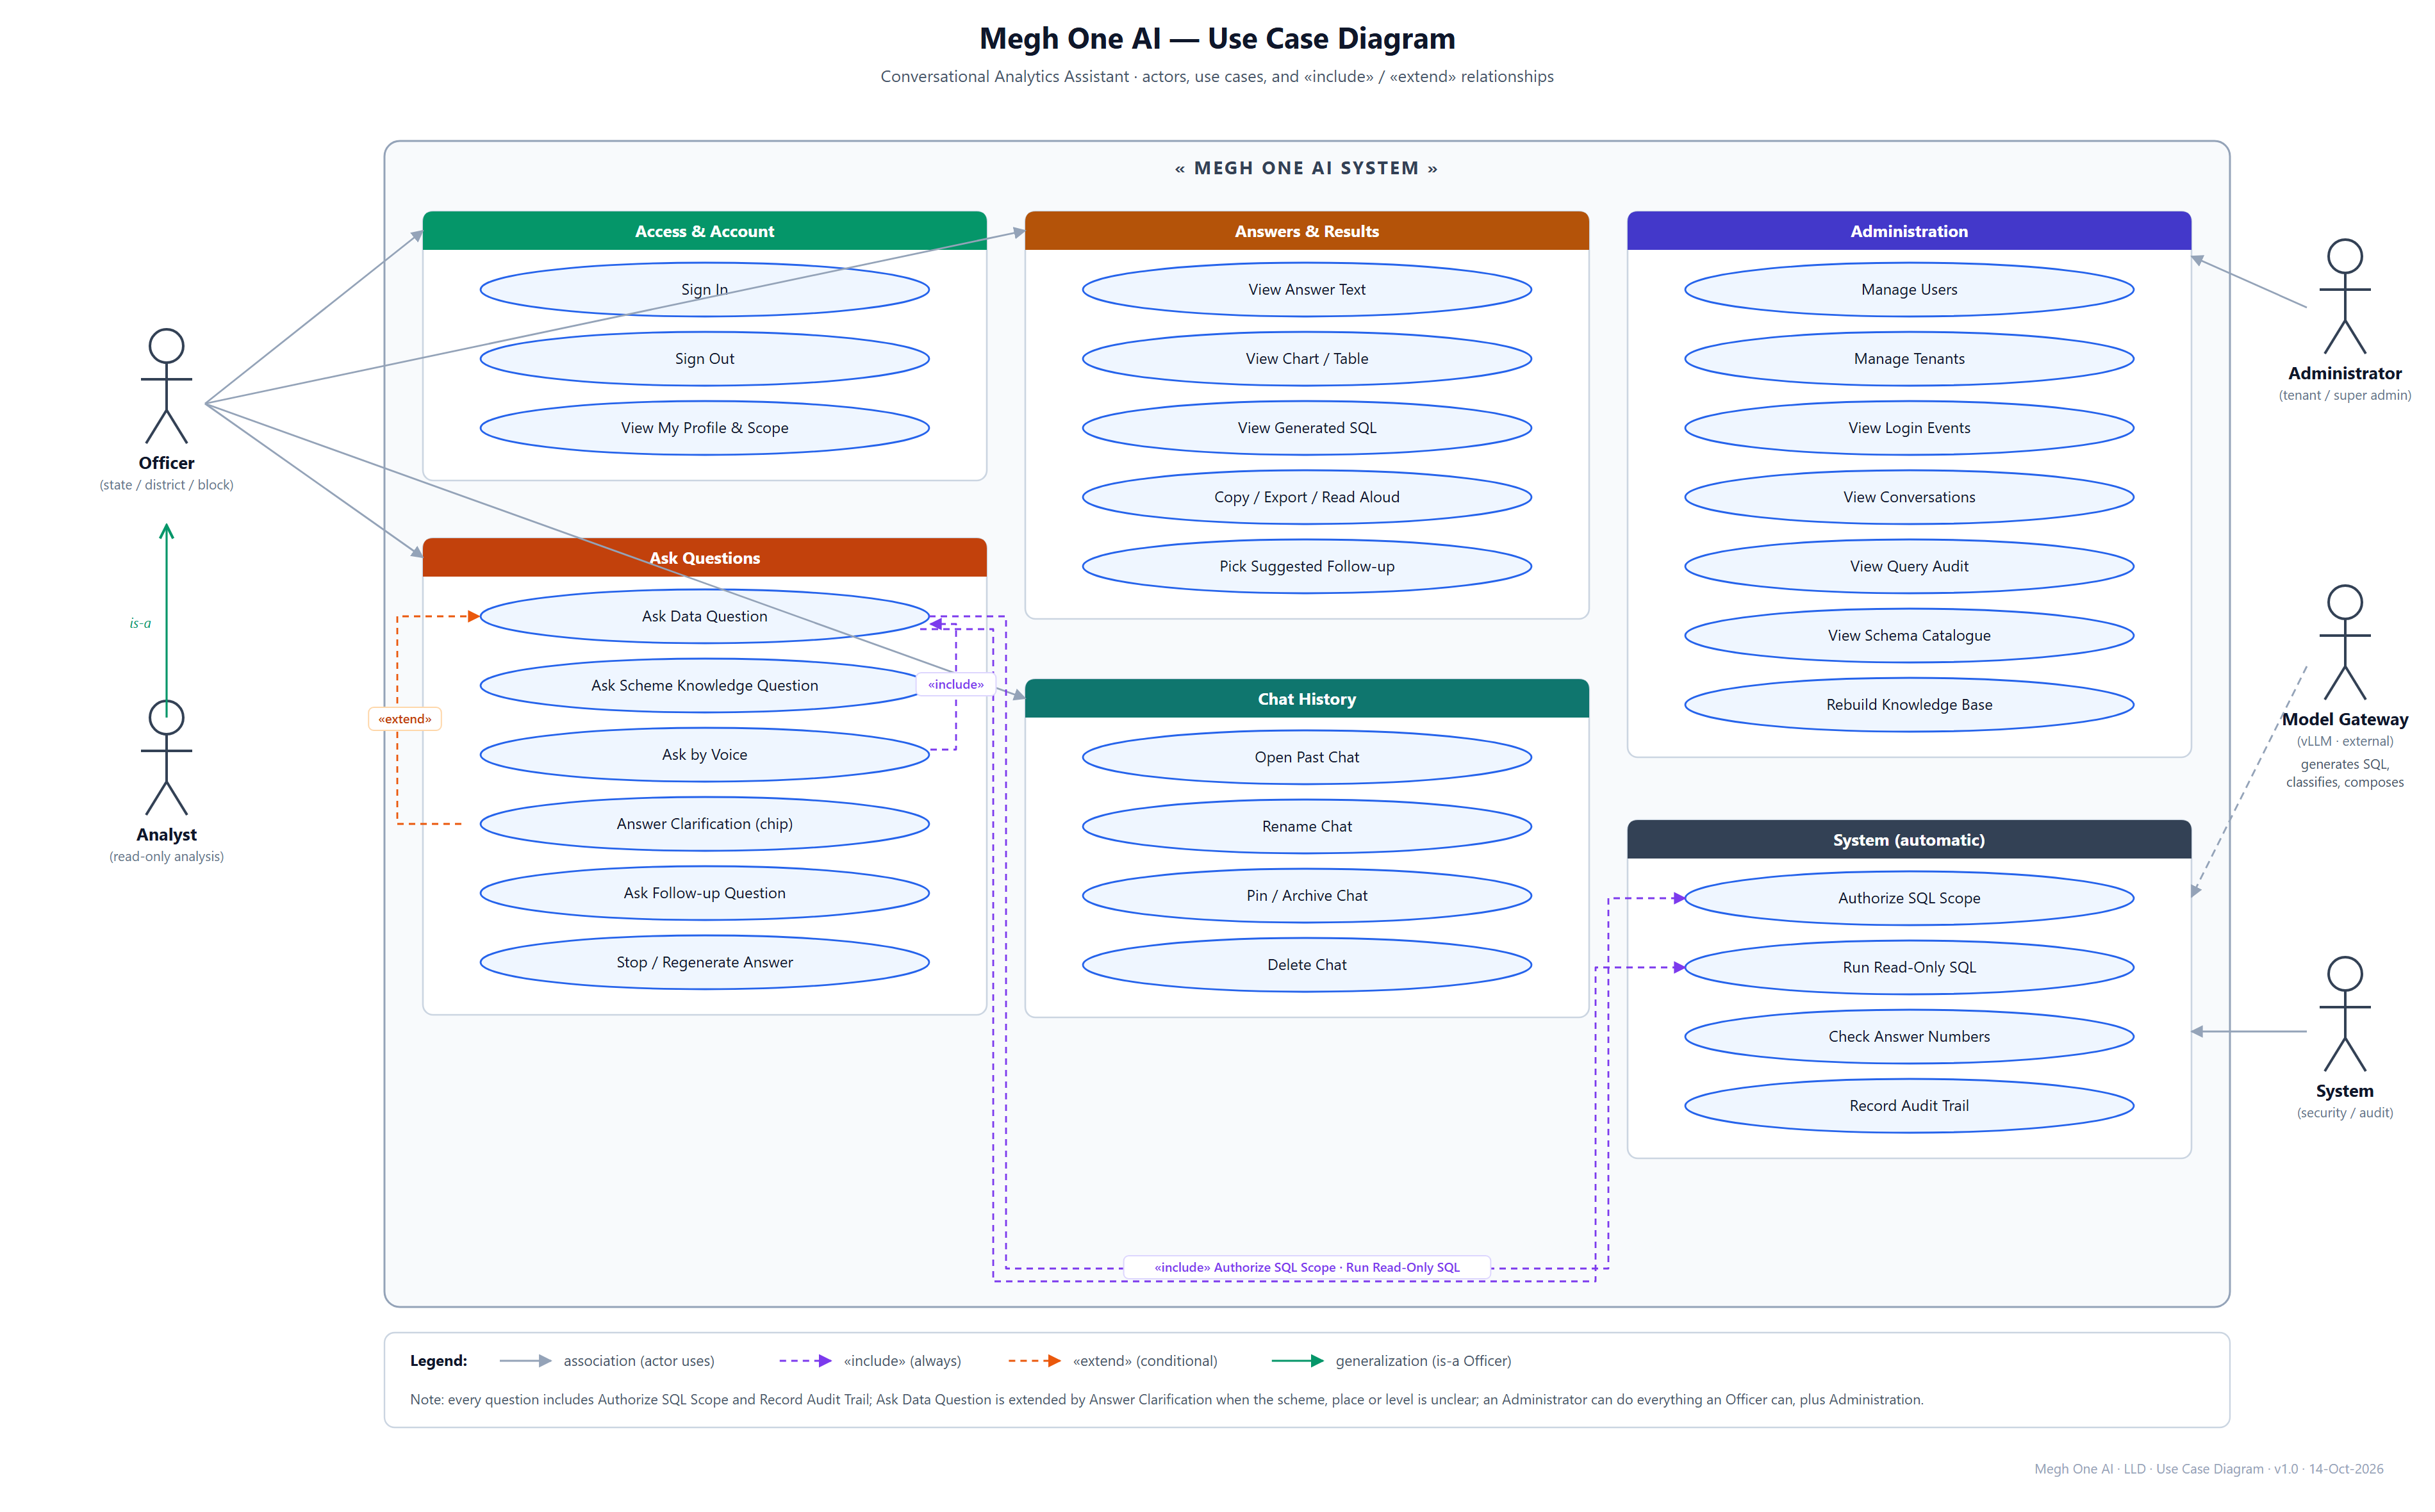 Megh One AI — Use Case Diagram
Conversational Analytics Assistant · actors, use cases, and «include» / «extend» relationships
« MEGH ONE AI SYSTEM »
Officer
(state / district / block)
is-a
Analyst
(read-only analysis)
Access & Account
Sign In
Sign Out
View My Profile & Scope
Ask Questions
Ask Data Question
Ask Scheme Knowledge Question
Ask by Voice
Answer Clarification (chip)
Ask Follow-up Question
Stop / Regenerate Answer
«extend»
«include»
Answers & Results
View Answer Text
View Chart / Table
View Generated SQL
Copy / Export / Read Aloud
Pick Suggested Follow-up
Chat History
Open Past Chat
Rename Chat
Pin / Archive Chat
Delete Chat
«include» Authorize SQL Scope · Run Read-Only SQL
Administration
Manage Users
Manage Tenants
View Login Events
View Conversations
View Query Audit
View Schema Catalogue
Rebuild Knowledge Base
System (automatic)
Authorize SQL Scope
Run Read-Only SQL
Check Answer Numbers
Record Audit Trail
Administrator
(tenant / super admin)
Model Gateway
(vLLM · external)
generates SQL,
classifies, composes
System
(security / audit)
Legend:
association (actor uses)
«include» (always)
«extend» (conditional)
generalization (is-a Officer)
Note: every question includes Authorize SQL Scope and Record Audit Trail; Ask Data Question is extended by Answer Clarification when the scheme, place or level is unclear; an Administrator can do everything an Officer can, plus Administration.
Megh One AI · LLD · Use Case Diagram · v1.0 · 14-Oct-2026